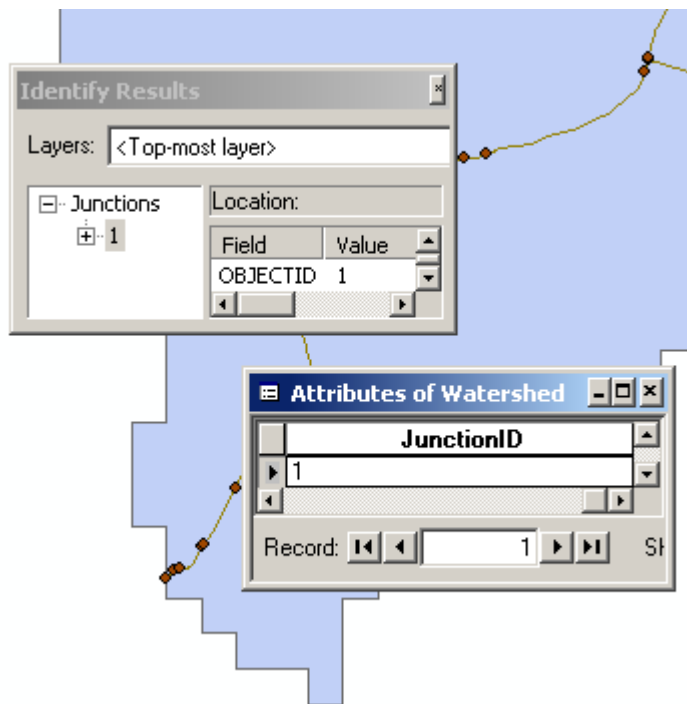 Identify Results
Layers: <Top-most layer>
Junctions
1
Location:
Field Value
OBJECTID 1
Attributes of Watershed
JunctionID
1
Record: 1